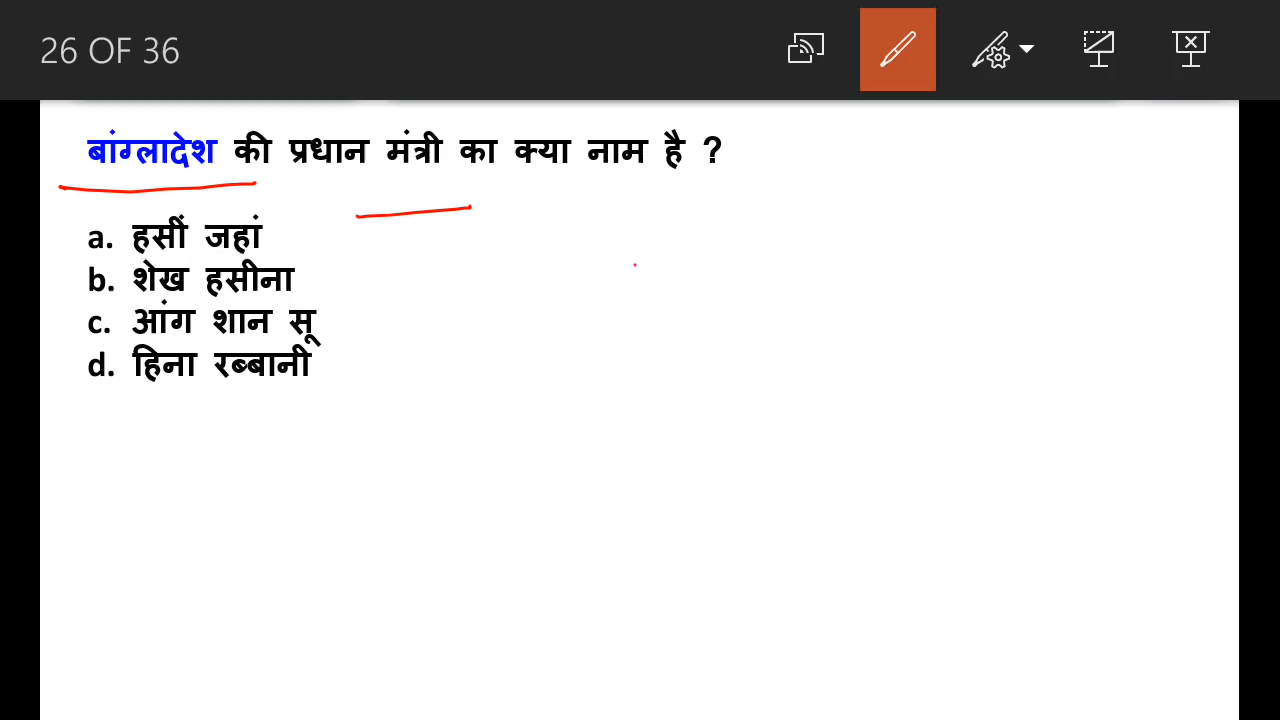 26 OF 36
बांग्लादेश की प्रधान मंत्री का क्या नाम है ?
a. हसीं जहां
b. शेख हसीना
c. आंग शान सू
d. हिना रब्बानी